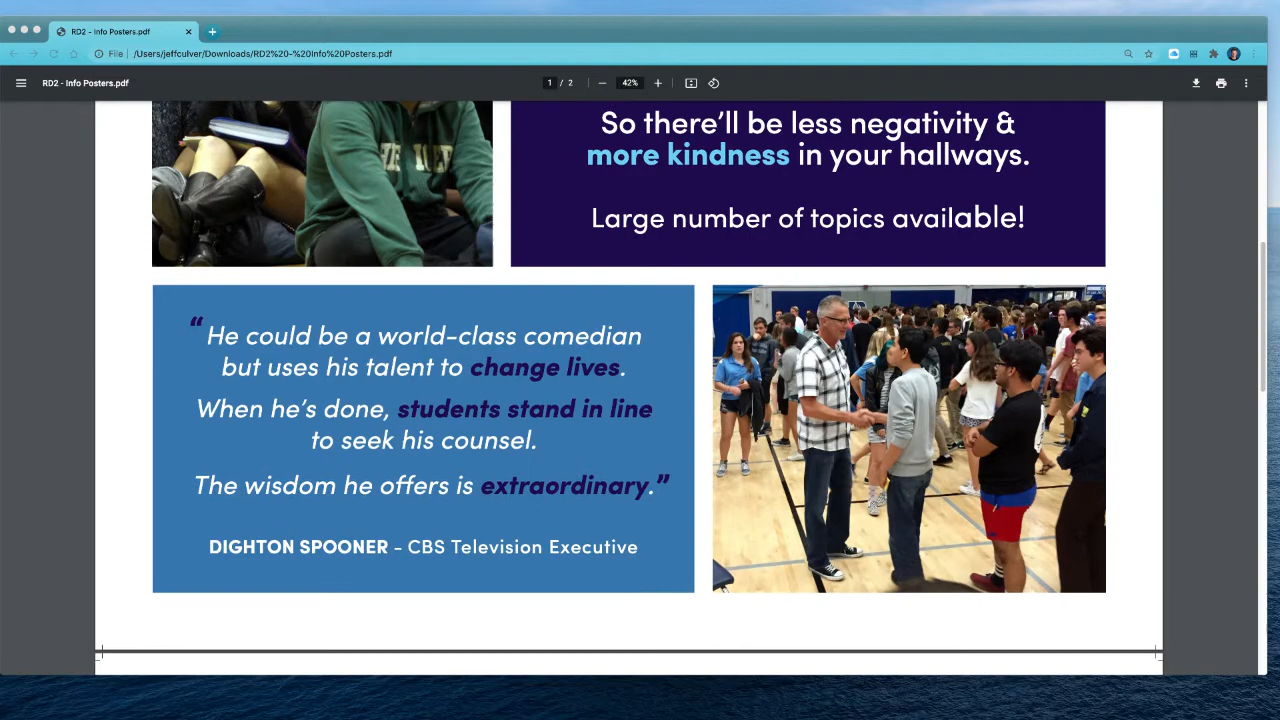 RD2 - Info Posters.pdf
File | /Users/jeffculver/Downloads/RD2%20-%20Info%20Posters.pdf
RD2 - Info Posters.pdf
1 / 2
42%
So there'll be less negativity &
more kindness in your hallways.
Large number of topics available!
“He could be a world-class comedian
but uses his talent to change lives.
When he's done, students stand in line
to seek his counsel.
The wisdom he offers is extraordinary.”
DIGHTON SPOONER - CBS Television Executive